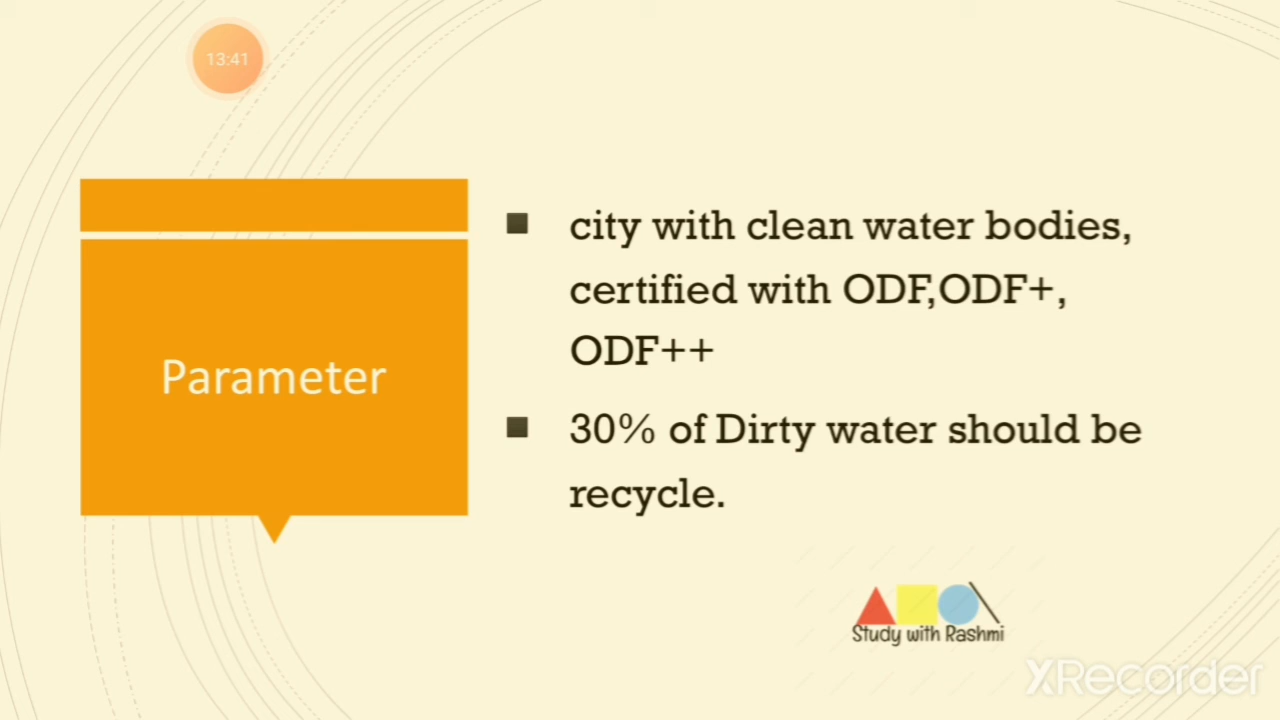 13:41
Parameter
city with clean water bodies,
certified with ODF,ODF+,
ODF++
30% of Dirty water should be
recycle.
Study with Rashmi
XRecorder